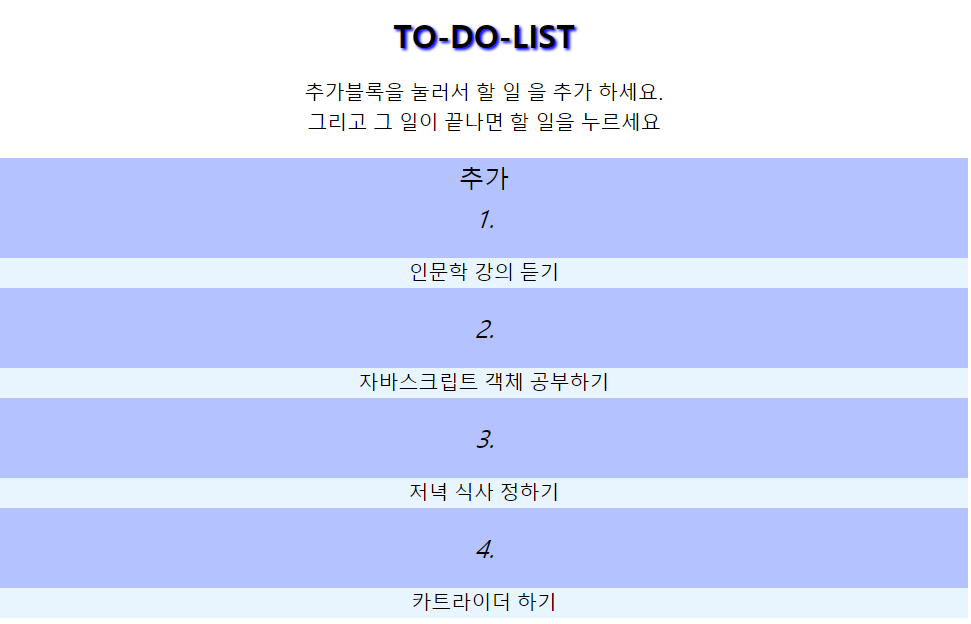 TO-DO-LIST
추가블록을 눌러서 할 일 을 추가 하세요.
그리고 그 일이 끝나면 할 일을 누르세요
추가
1.
인문학 강의 듣기
2.
자바스크립트 객체 공부하기
3.
저녁 식사 정하기
4.
카트라이더 하기